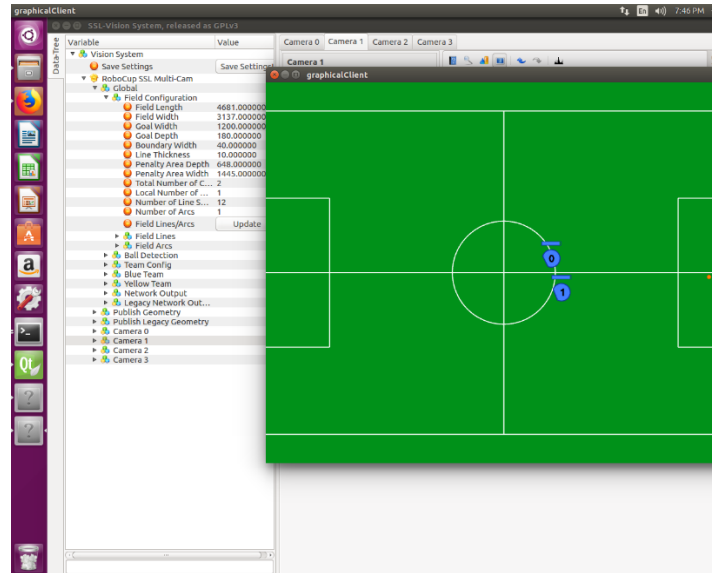 graphicalClient
En
7:46 PM
SSL-Vision System, released as GPLv3
Data-Tree
Variable Value
Vision System
Save Settings Save Settings
RoboCup SSL Multi-Cam
Global
Field Configuration
Field Length 4681.000000
Field Width 3137.000000
Goal Width 1200.000000
Goal Depth 180.000000
Boundary Width 40.000000
Line Thickness 10.000000
Penalty Area Depth 648.000000
Penalty Area Width 1445.000000
Total Number of C... 2
Local Number of ... 1
Number of Line S... 12
Number of Arcs 1
Field Lines/Arcs Update
Field Lines
Field Arcs
Ball Detection
Team Config
Blue Team
Yellow Team
Network Output
Legacy Network Out...
Publish Geometry
Publish Legacy Geometry
Camera 0
Camera 1
Camera 2
Camera 3
Camera 0 Camera 1 Camera 2 Camera 3
Camera 1
graphicalClient
0
1